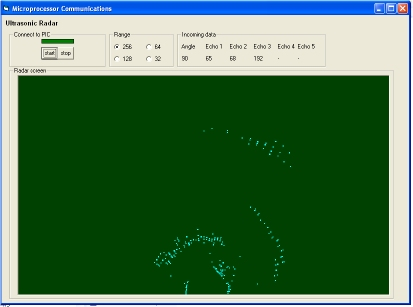 Microprocessor Communications
Ultrasonic Radar
Connect to PIC
start stop
Range
256 64
128 32
Incoming data
Angle Echo 1 Echo 2 Echo 3 Echo 4 Echo 5
90 65 68 192 - -
Radar screen